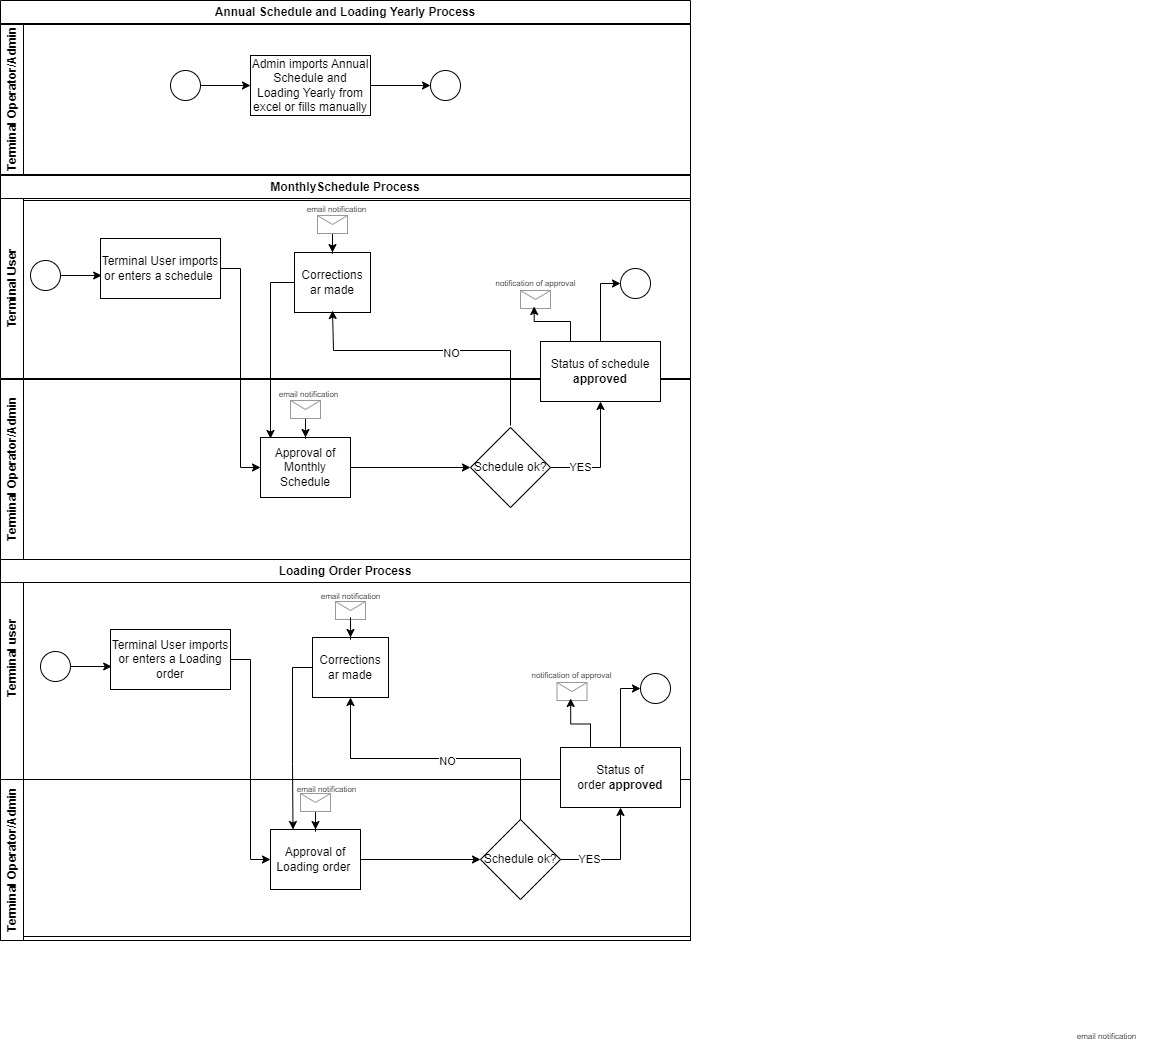 Annual Schedule and Loading Yearly Process
Terminal Operator/Admin
Admin imports Annual
Schedule and
Loading Yearly from
excel or fills manually
MonthlySchedule Process
Terminal User
email notification
Terminal User imports
or enters a schedule
Corrections
ar made
notification of approval
NO
Status of schedule
approved
Terminal Operator/Admin
email notification
Approval of
Monthly
Schedule
Schedule ok?
YES
Loading Order Process
Terminal user
email notification
Terminal User imports
or enters a Loading
order
Corrections
ar made
notification of approval
NO
Status of
order approved
Terminal Operator/Admin
email notification
Approval of
Loading order
Schedule ok?
YES
email notification